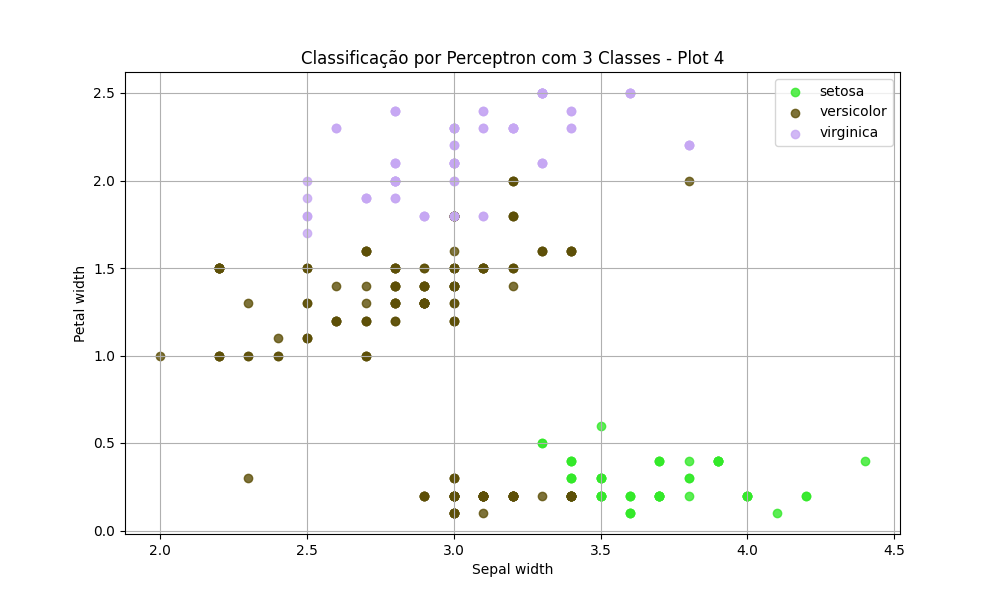 Classificação por Perceptron com 3 Classes - Plot 4
setosa
versicolor
virginica
Petal width
2.5
2.0
1.5
1.0
0.5
0.0
2.0 2.5 3.0 3.5 4.0 4.5
Sepal width